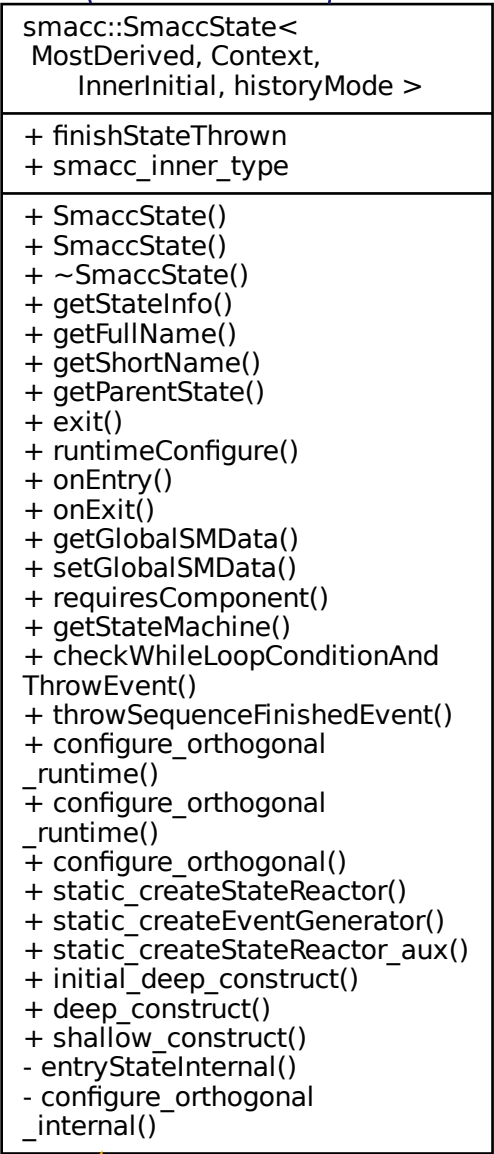 smacc::SmaccState<
MostDerived, Context,
InnerInitial, historyMode >
+ finishStateThrown
+ smacc_inner_type
+ SmaccState()
+ SmaccState()
+ ~SmaccState()
+ getStateInfo()
+ getFullName()
+ getShortName()
+ getParentState()
+ exit()
+ runtimeConfigure()
+ onEntry()
+ onExit()
+ getGlobalSMData()
+ setGlobalSMData()
+ requiresComponent()
+ getStateMachine()
+ checkWhileLoopConditionAnd
ThrowEvent()
+ throwSequenceFinishedEvent()
+ configure_orthogonal
_runtime()
+ configure_orthogonal
_runtime()
+ configure_orthogonal()
+ static_createStateReactor()
+ static_createEventGenerator()
+ static_createStateReactor_aux()
+ initial_deep_construct()
+ deep_construct()
+ shallow_construct()
- entryStateInternal()
- configure_orthogonal
_internal()